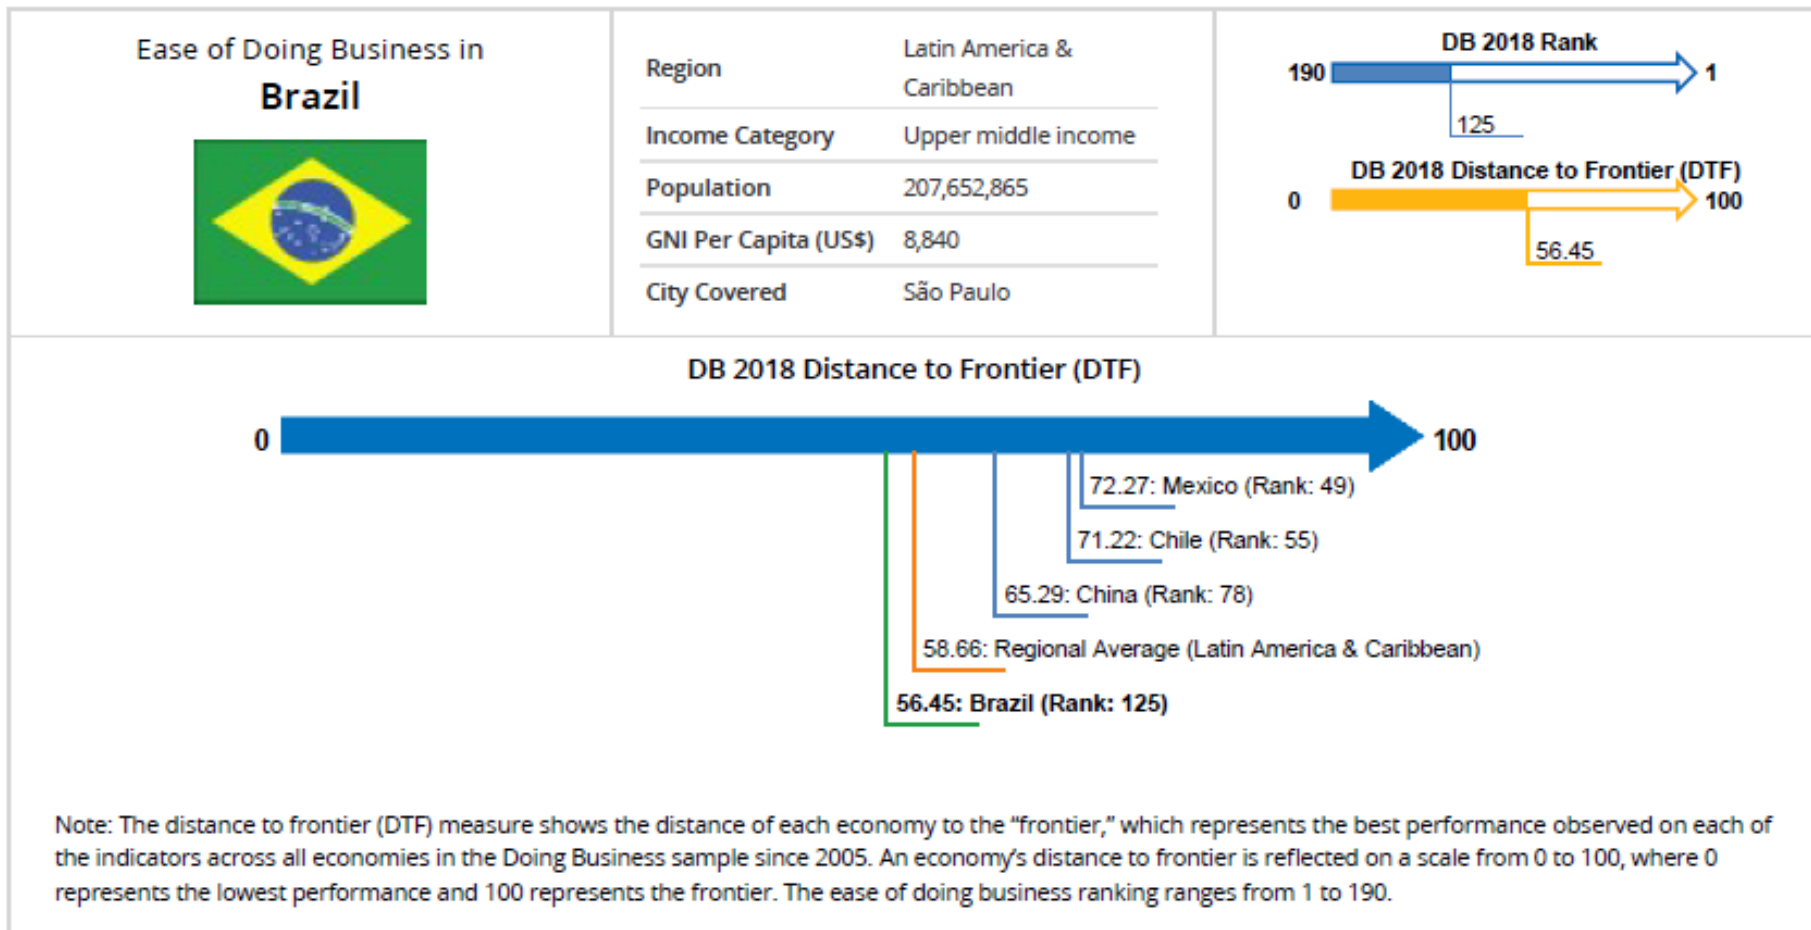 Ease of Doing Business in
Brazil
Region
Latin America &
Caribbean
Income Category Upper middle income
Population 207,652,865
GNI Per Capita (US$) 8,840
City Covered São Paulo
DB 2018 Rank
190 1
125
DB 2018 Distance to Frontier (DTF)
0 100
56.45
DB 2018 Distance to Frontier (DTF)
0 100
72.27: Mexico (Rank: 49)
71.22: Chile (Rank: 55)
65.29: China (Rank: 78)
58.66: Regional Average (Latin America & Caribbean)
56.45: Brazil (Rank: 125)
Note: The distance to frontier (DTF) measure shows the distance of each economy to the “frontier,” which represents the best performance observed on each of
the indicators across all economies in the Doing Business sample since 2005. An economy’s distance to frontier is reflected on a scale from 0 to 100, where 0
represents the lowest performance and 100 represents the frontier. The ease of doing business ranking ranges from 1 to 190.